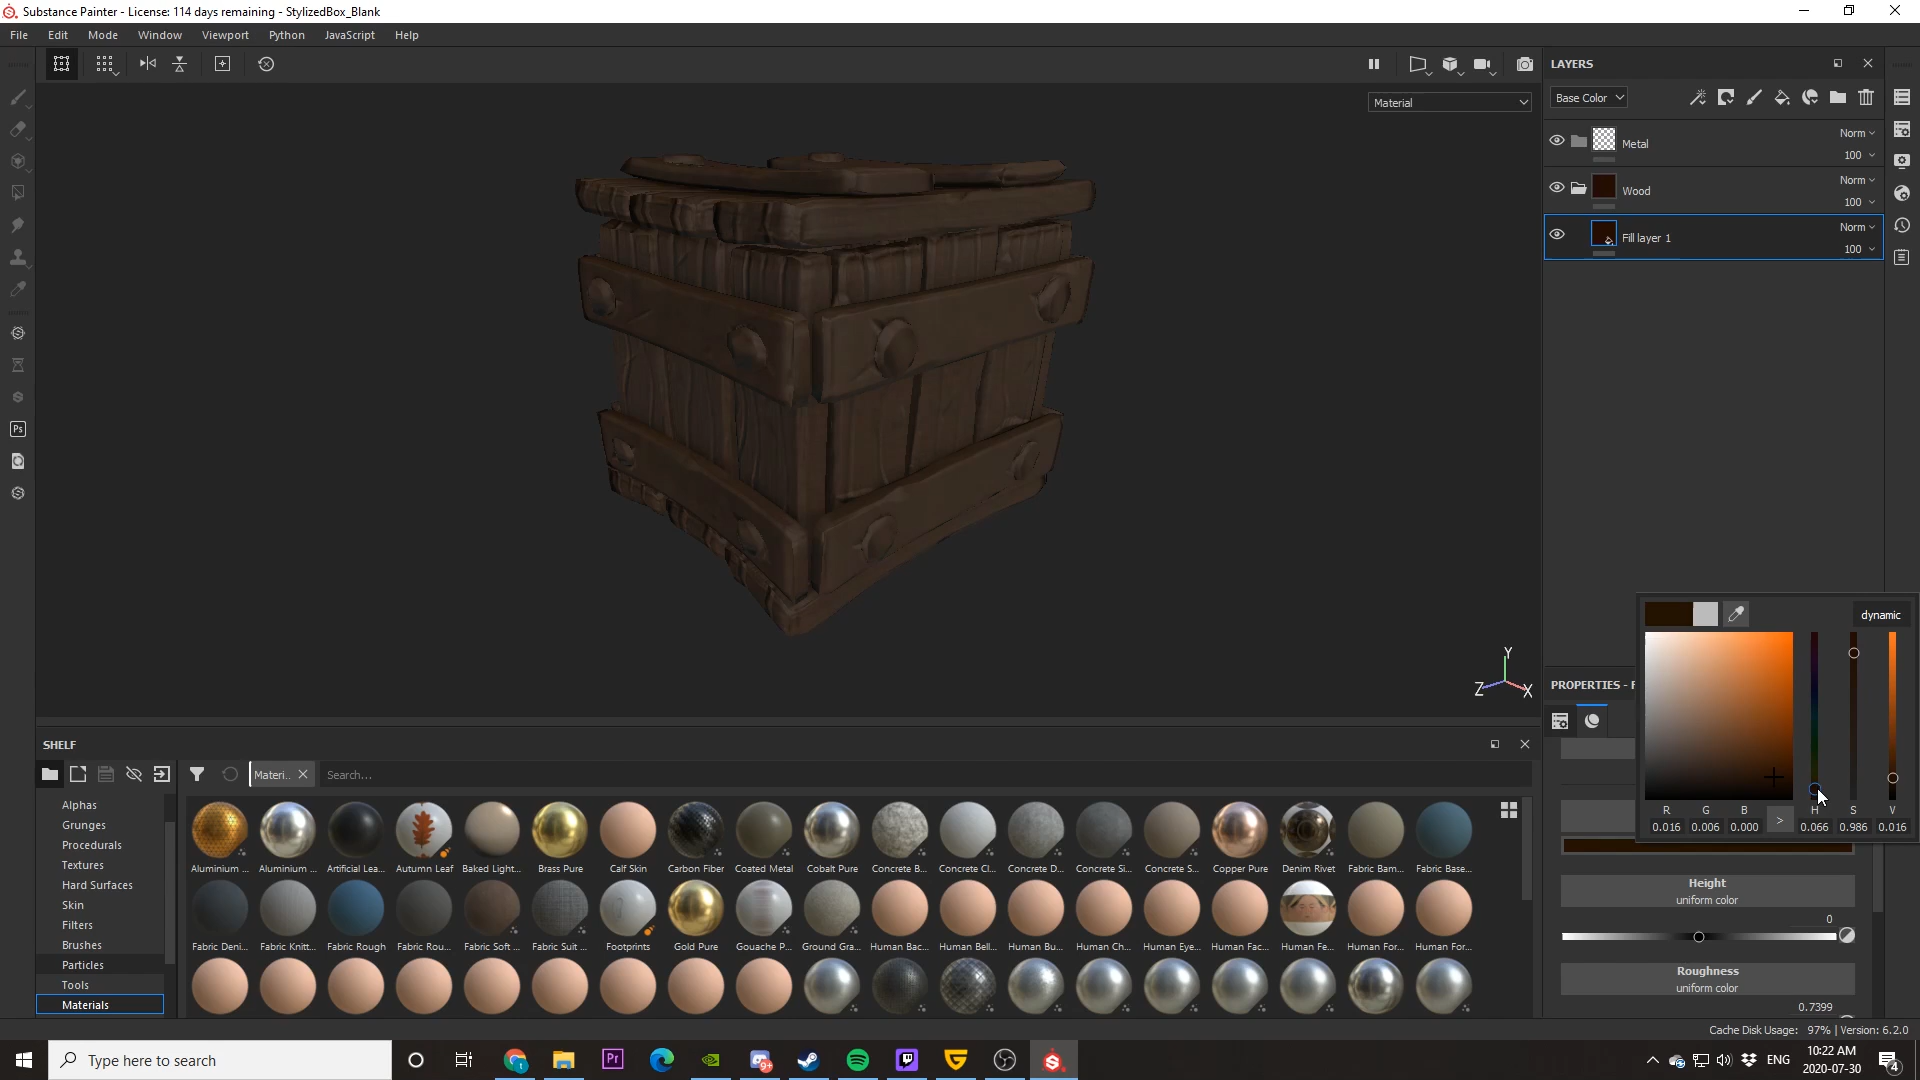 Substance Painter - License: 114 days remaining - StylizedBox_Blank
File Edit Mode Window Viewport Python JavaScript Help
Material
LAYERS
Base Color
Metal
Norm
100
Wood
Norm
100
Fill layer 1
Norm
100
Y
Z
X
dynamic
R G B > H S V
0.016 0.006 0.000 0.066 0.986 0.016
PROPERTIES - F
Height
uniform color
0
Roughness
uniform color
0.7399
SHELF
Materi.. Search...
Alphas
Grunges
Procedurals
Textures
Hard Surfaces
Skin
Filters
Brushes
Particles
Tools
Materials
Aluminium ... Aluminium ... Artificial Lea... Autumn Leaf Baked Light... Brass Pure Calf Skin Carbon Fiber Coated Metal Cobalt Pure Concrete B... Concrete Cl... Concrete D... Concrete Si... Concrete S... Copper Pure Denim Rivet Fabric Bam... Fabric Base...
Fabric Deni... Fabric Knitt... Fabric Rough Fabric Rou... Fabric Soft ... Fabric Suit ... Footprints Gold Pure Gouache P... Ground Gra... Human Bac... Human Bell... Human Bu... Human Ch... Human Eye... Human Fac... Human Fe... Human For... Human For...
Cache Disk Usage: 97% | Version: 6.2.0
Type here to search
Ps
Pr
9+
ENG
10:22 AM
2020-07-30
4